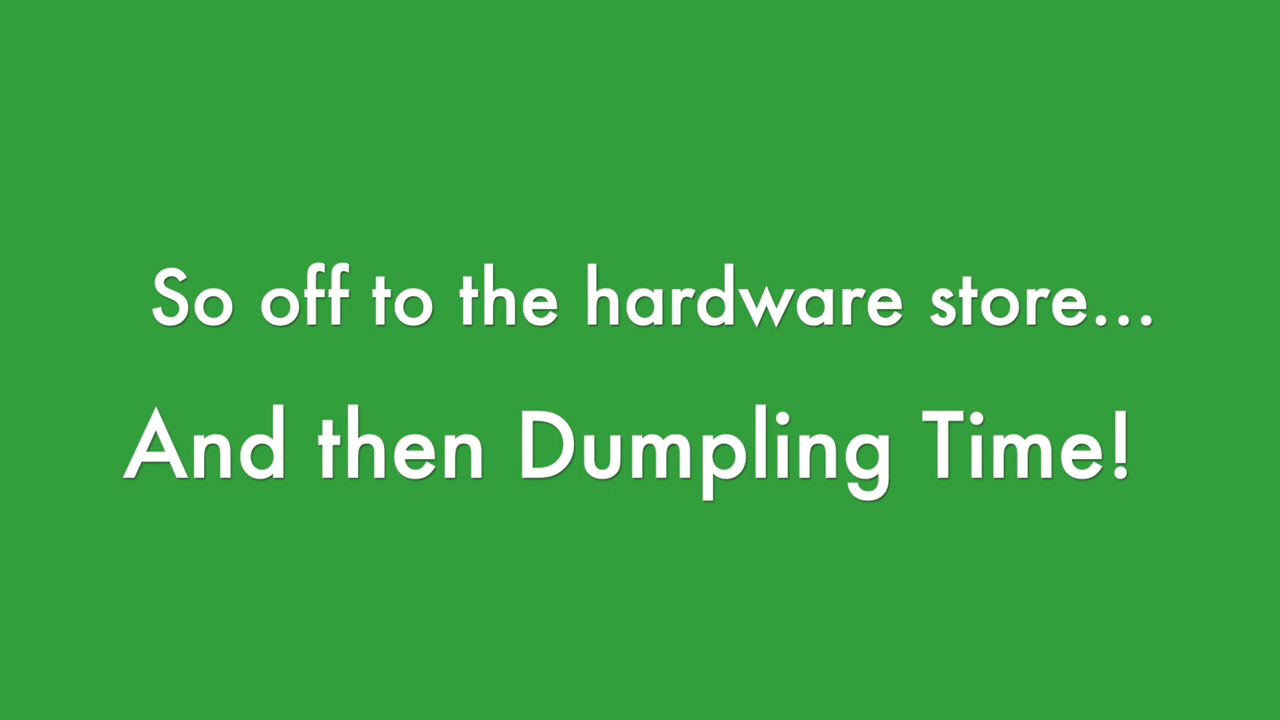 So off to the hardware store...
And then Dumpling Time!